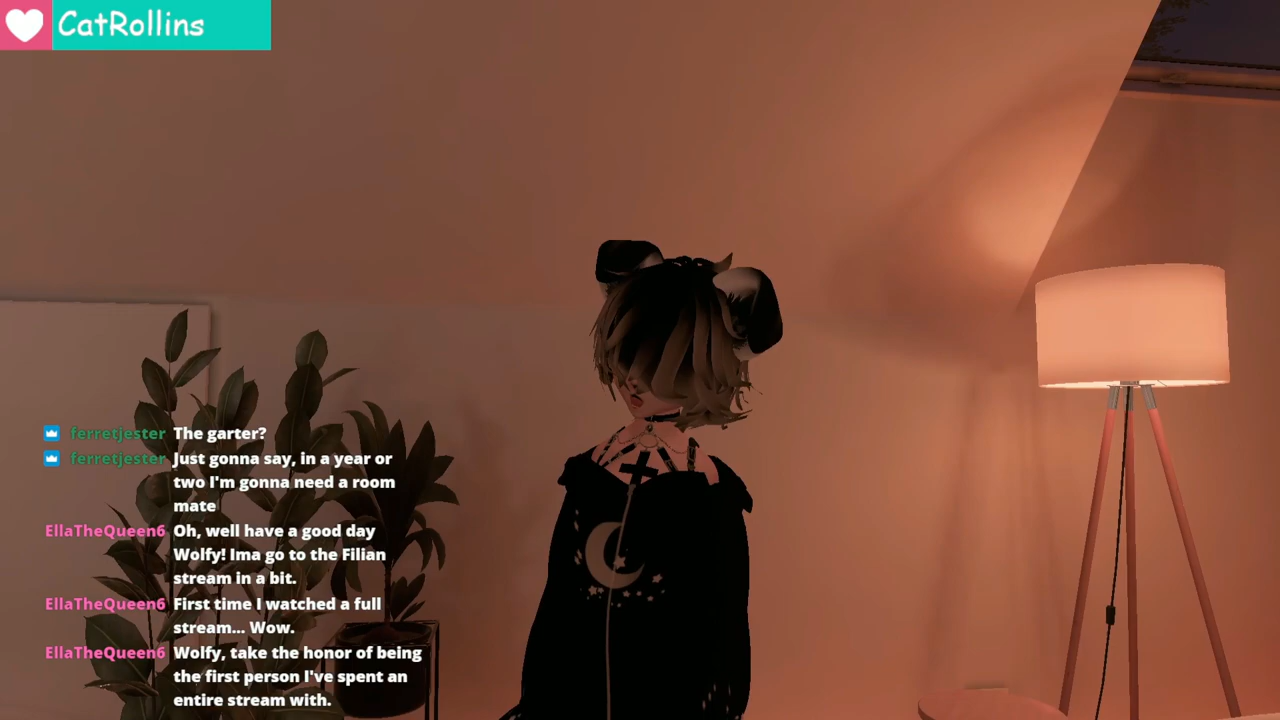 CatRollins
ferretjester The garter?
ferretjester Just gonna say, in a year or
two I'm gonna need a room
mate
EllaTheQueen6 Oh, well have a good day
Wolfy! Ima go to the Filian
stream in a bit.
EllaTheQueen6 First time I watched a full
stream... Wow.
EllaTheQueen6 Wolfy, take the honor of being
the first person I've spent an
entire stream with.